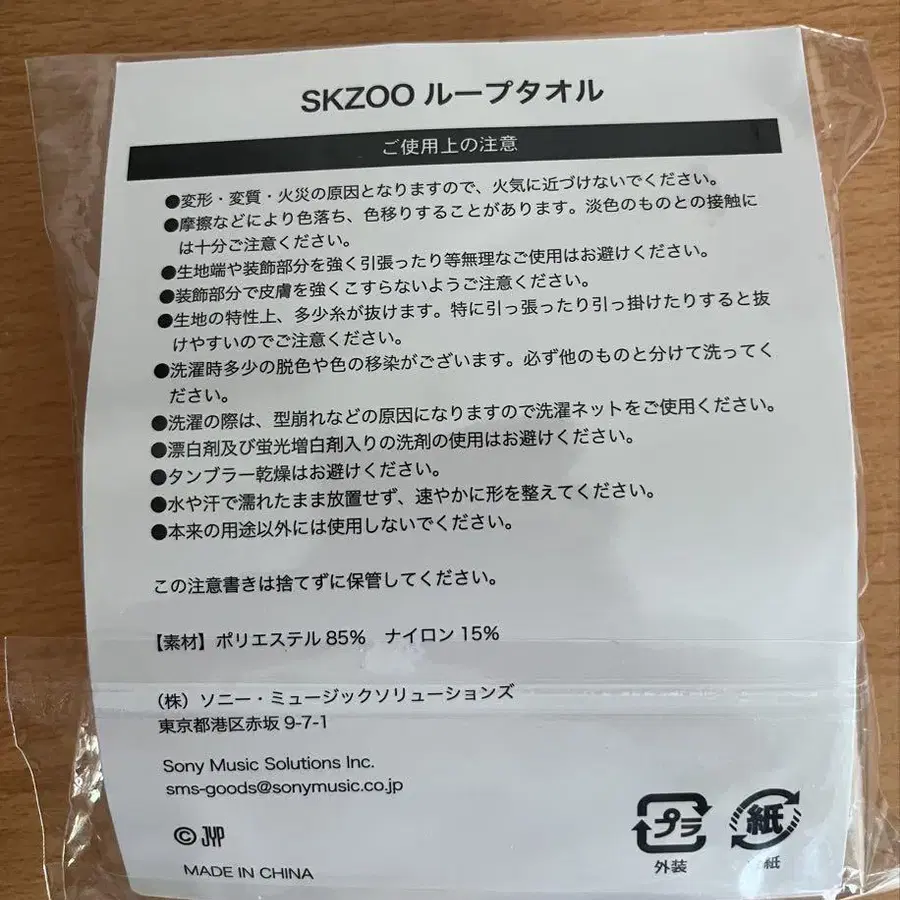 SKZOO ループタオル
ご使用上の注意
●変形・変質・火災の原因となりますので、火気に近づけないでください。
●摩擦などにより色落ち、色移りすることがあります。淡色のものとの接触に
は十分ご注意ください。
●生地端や装飾部分を強く引張ったり等無理なご使用はお避けください。
●装飾部分で皮膚を強くこすらないようご注意ください。
●生地の特性上、多少糸が抜けます。特に引っ張ったり引っ掛けたりすると抜
けやすいのでご注意ください。
●洗濯時多少の脱色や色の移染がございます。必ず他のものと分けて洗ってく
ださい。
●洗濯の際は、型崩れなどの原因になりますので洗濯ネットをご使用ください。
●漂白剤及び蛍光増白剤入りの洗剤の使用はお避けください。
●タンブラー乾燥はお避けください。
●水や汗で濡れたまま放置せず、速やかに形を整えてください。
●本来の用途以外には使用しないでください。
この注意書きは捨てずに保管してください。
【素材】ポリエステル 85%　ナイロン 15%
（株）ソニー・ミュージックソリューションズ
東京都港区赤坂 9-7-1
Sony Music Solutions Inc.
sms-goods@sonymusic.co.jp
© JYP
プラ 紙
外装 紙
MADE IN CHINA